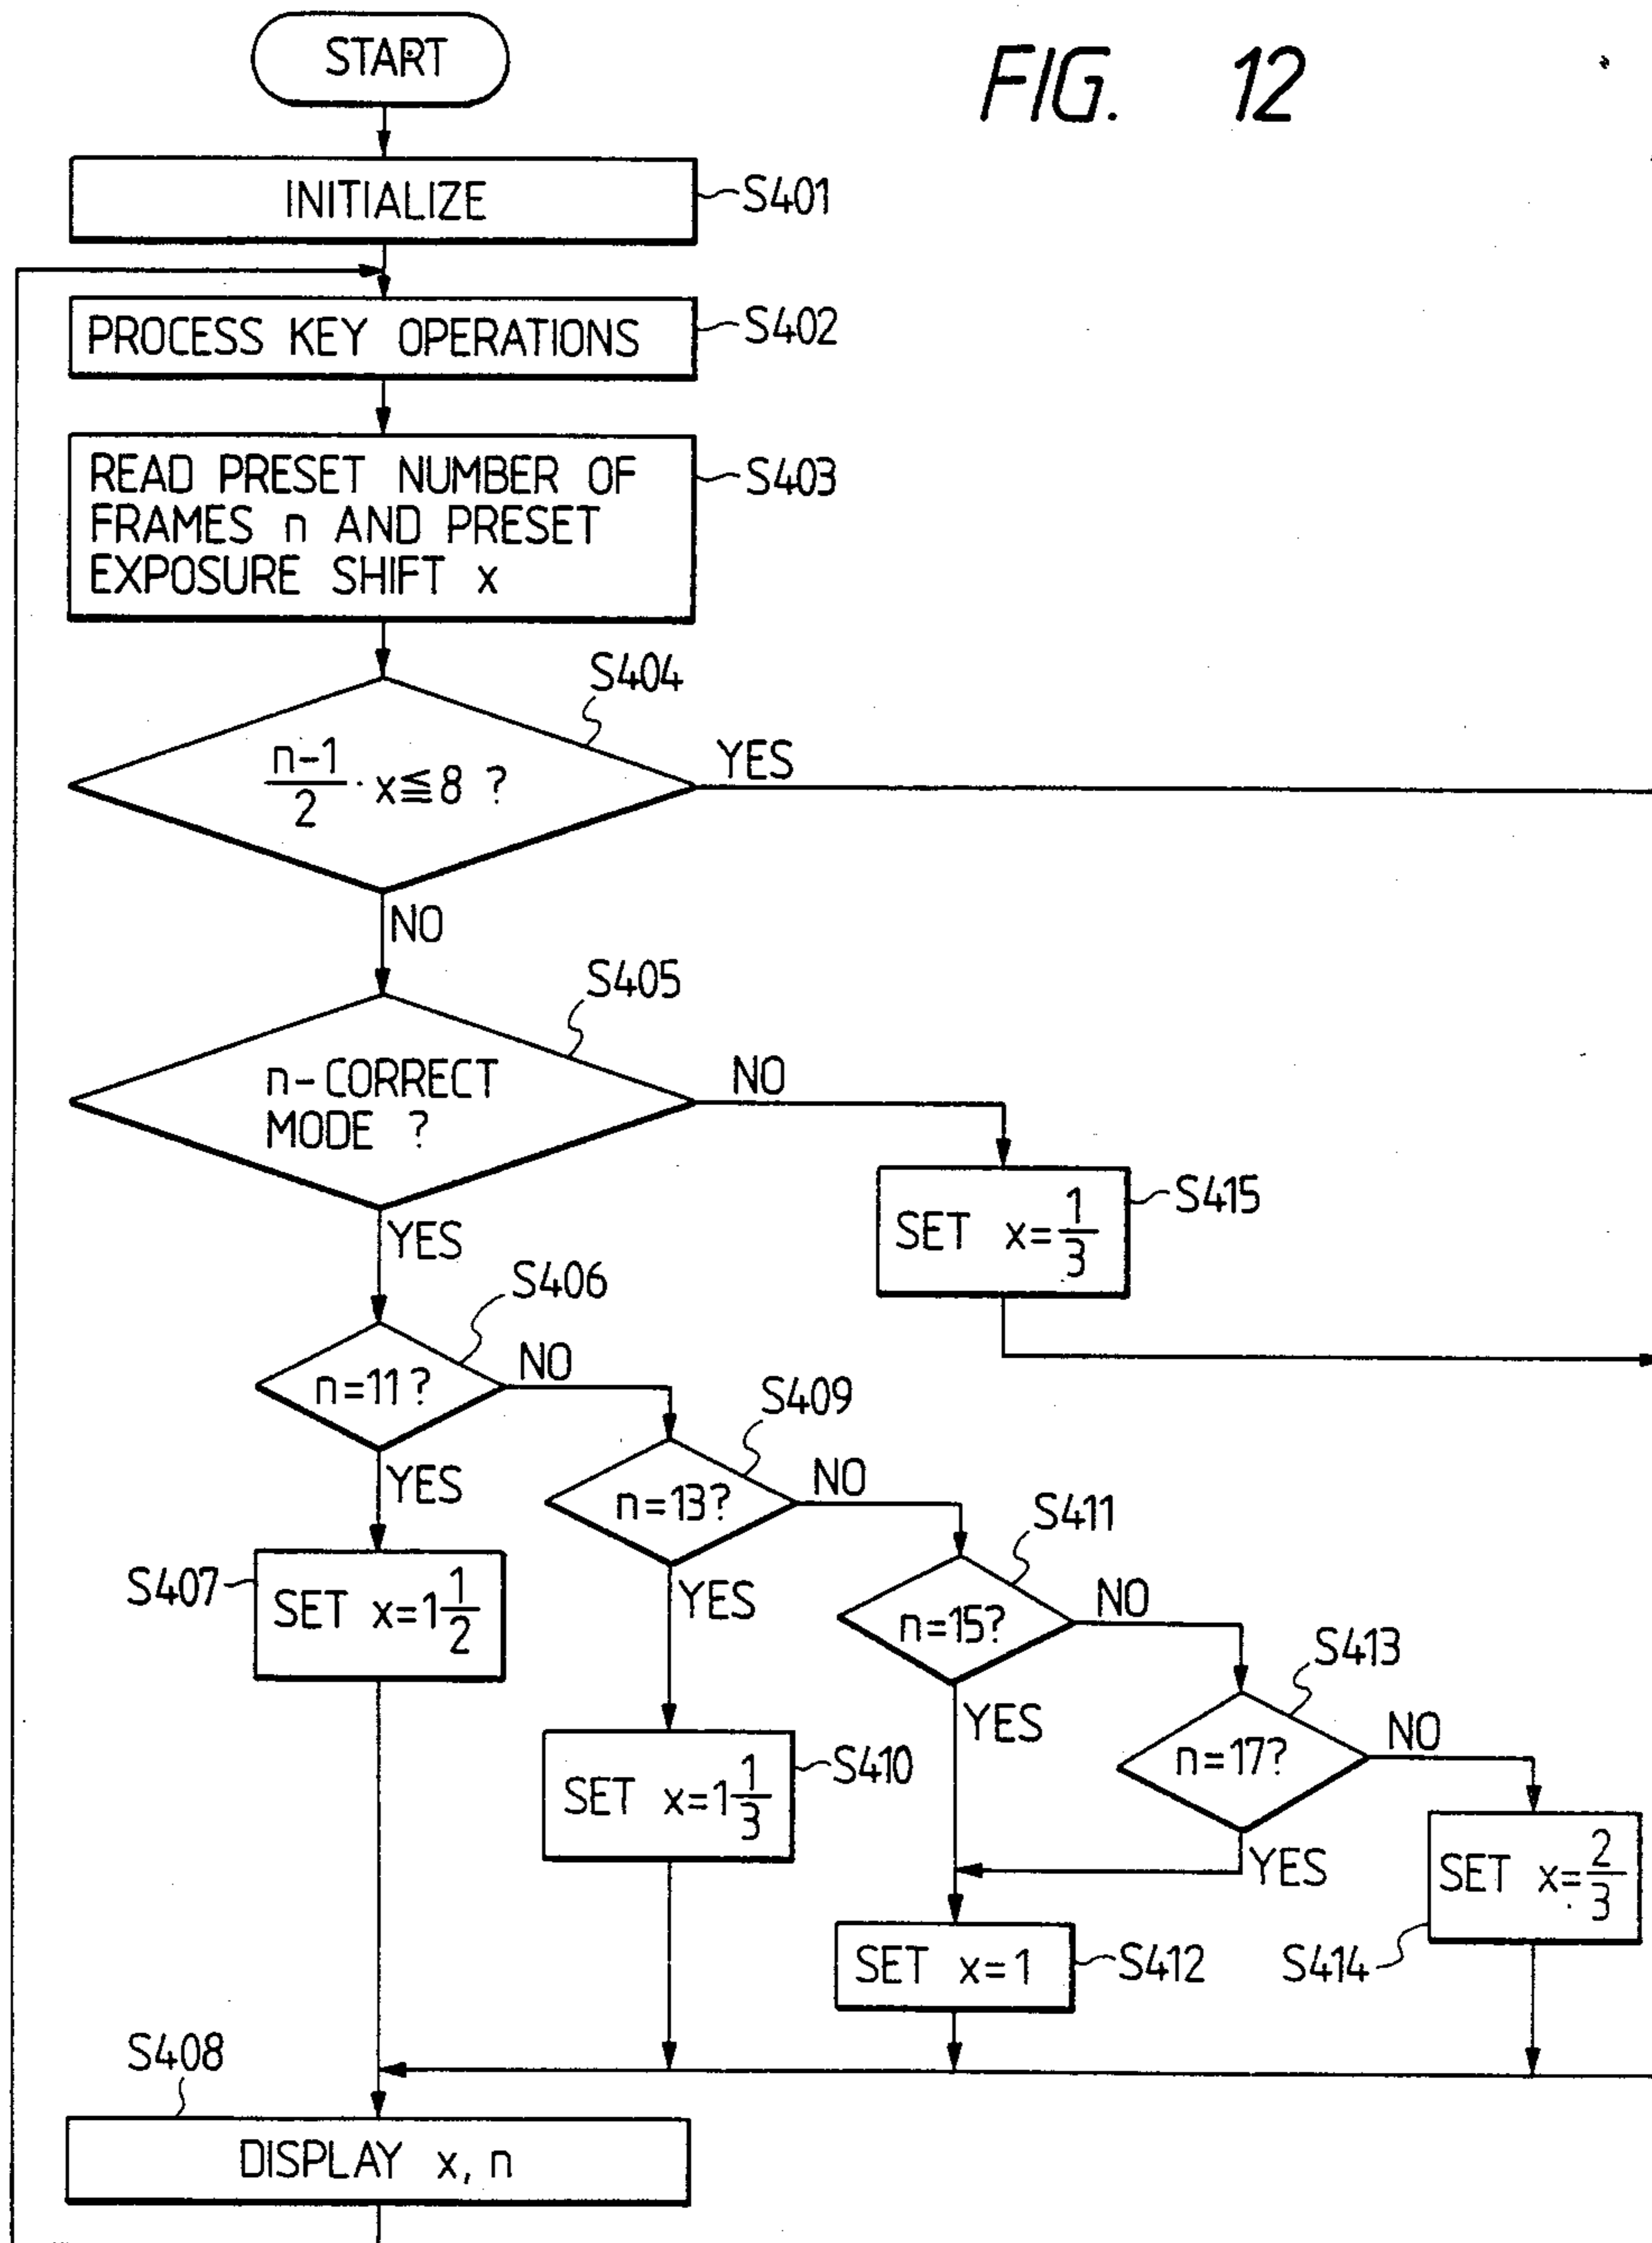 START
FIG. 12
INITIALIZE
S401
PROCESS KEY OPERATIONS
S402
READ PRESET NUMBER OF
FRAMES n AND PRESET
EXPOSURE SHIFT x
S403
S404
n-1
2
· x≦8 ?
YES
NO
S405
n-CORRECT
MODE ?
NO
YES
SET x=1/3
S415
S406
n=11?
NO
YES
S409
n=13?
NO
YES
S407
SET x=1 1/2
S411
n=15?
NO
YES
S413
n=17?
NO
YES
SET x=1 1/3
S410
SET x=2/3
S414
SET x=1
S412
S408
DISPLAY x, n